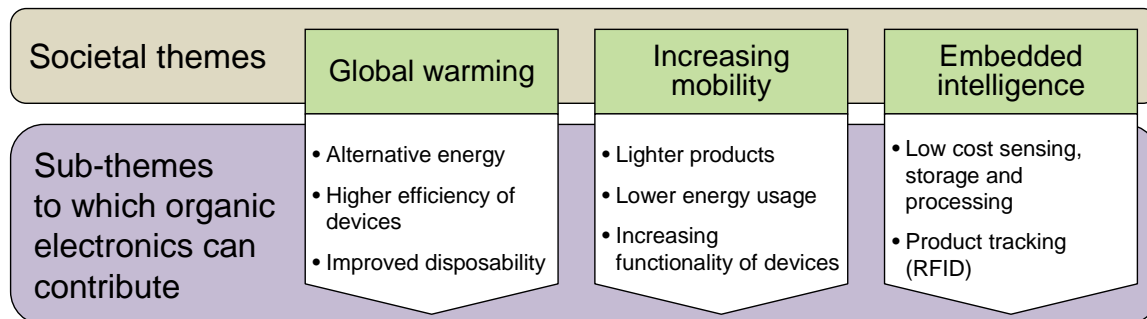 Societal themes
Global warming
Increasing
mobility
Embedded
intelligence
Sub-themes
to which organic
electronics can
contribute
• Alternative energy
• Higher efficiency of
devices
• Improved disposability
• Lighter products
• Lower energy usage
• Increasing
functionality of devices
• Low cost sensing,
storage and
processing
• Product tracking
(RFID)